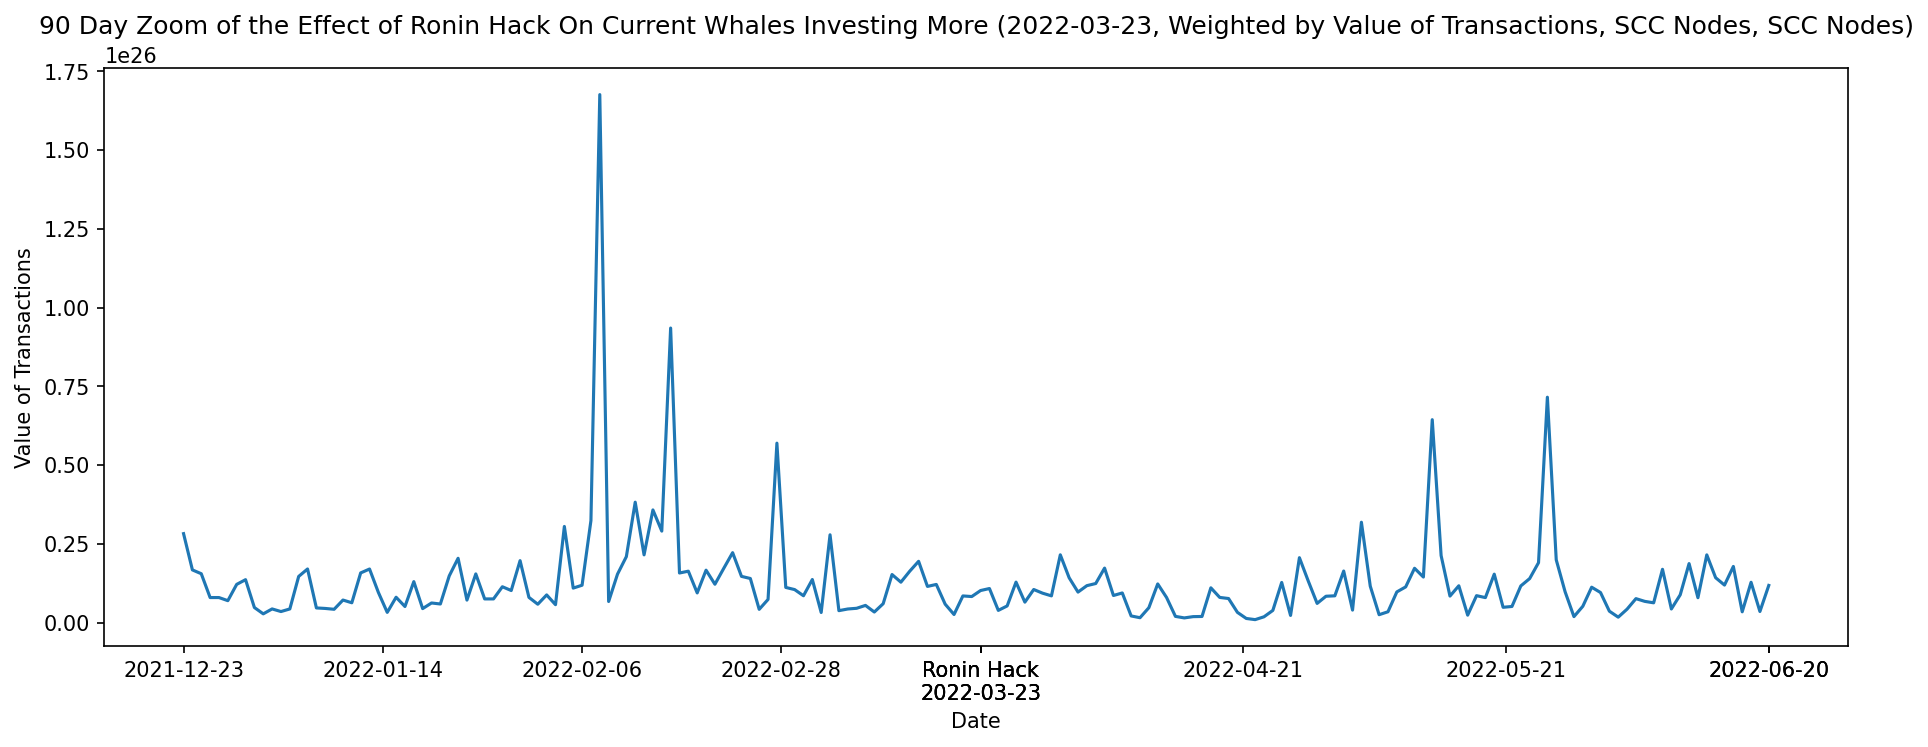 90 Day Zoom of the Effect of Ronin Hack On Current Whales Investing More (2022-03-23, Weighted by Value of Transactions, SCC Nodes, SCC Nodes)
1e26
1.75
1.50
1.25
1.00
0.75
0.50
0.25
0.00
Value of Transactions
2021-12-23 2022-01-14 2022-02-06 2022-02-28 Ronin Hack 2022-04-21 2022-05-21 2022-06-20
2022-03-23
Date